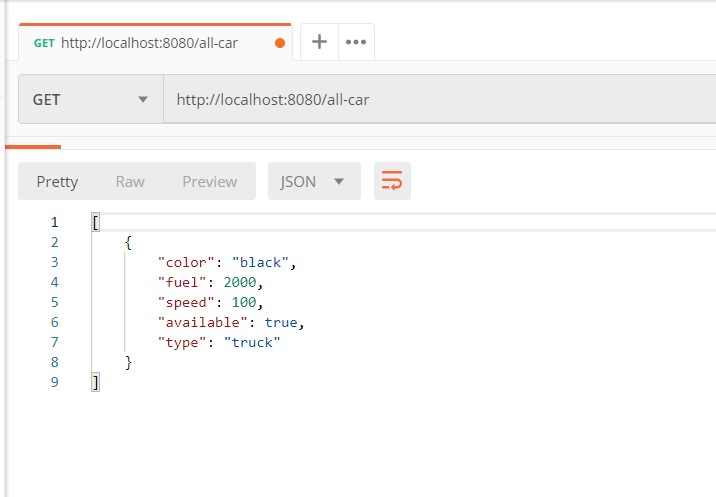 GET http://localhost:8080/all-car
GET http://localhost:8080/all-car
Pretty Raw Preview JSON
1 [
2 {
3 "color": "black",
4 "fuel": 2000,
5 "speed": 100,
6 "available": true,
7 "type": "truck"
8 }
9 ]